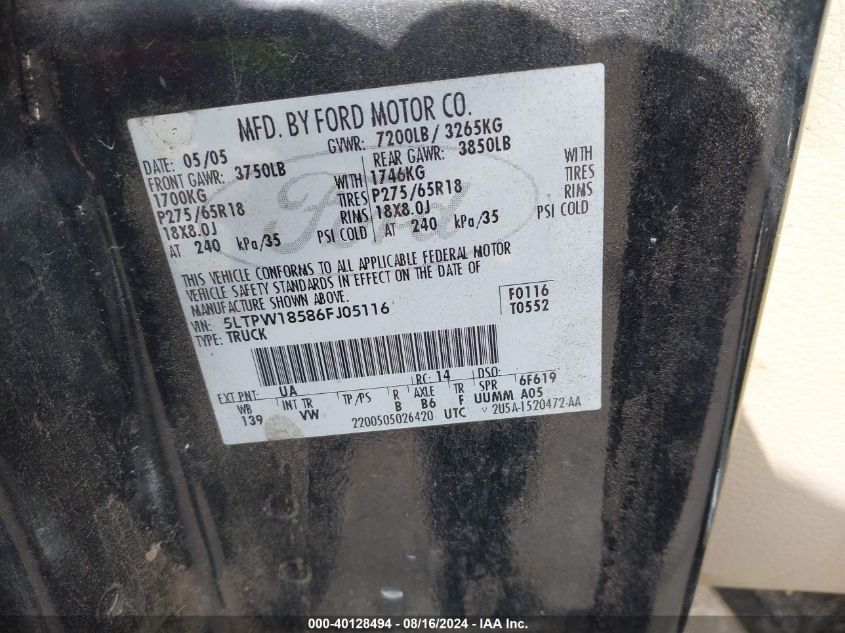 MFD. BY FORD MOTOR CO.
DATE: 05/05 GVWR: 7200LB/ 3265KG
FRONT GAWR: 3750LB REAR GAWR: 3850LB
1700KG WITH 1746KG WITH
P275/65R18 TIRES P275/65R18 TIRES
18X8.0J RIMS 18X8.0J RIMS
AT 240 kPa/35 PSI COLD AT 240 kPa/35 PSI COLD
Ford
THIS VEHICLE CONFORMS TO ALL APPLICABLE FEDERAL MOTOR
VEHICLE SAFETY STANDARDS IN EFFECT ON THE DATE OF
MANUFACTURE SHOWN ABOVE.
VIN: 5LTPW18586FJ05116 F0116
TYPE: TRUCK T0552
EXT PNT: UA RC: 14 DSO:
WB INT TR TP/PS R AXLE TR SPR 6F619
139 VW B B6 F UUMM A05
2200505026420 UTC V 2U5A-1520472-AA
000-40128494 - 08/16/2024 - IAA Inc.